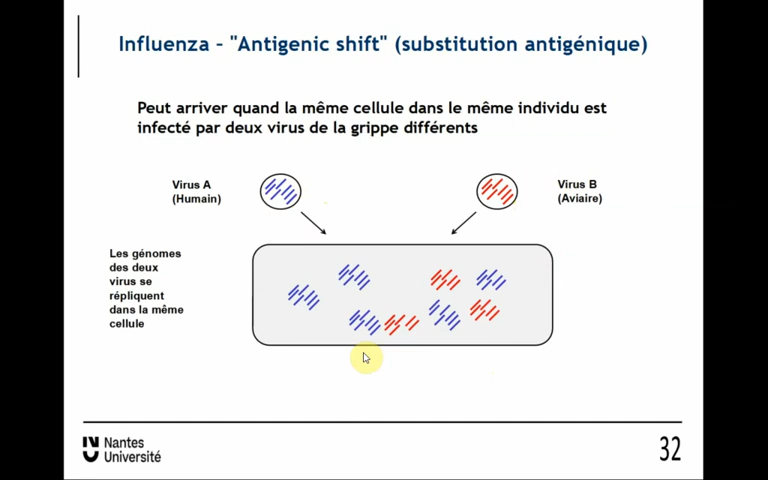 Influenza – "Antigenic shift" (substitution antigénique)
Peut arriver quand la même cellule dans le même individu est
infecté par deux virus de la grippe différents
Virus A
(Humain)
Virus B
(Aviaire)
Les génomes
des deux
virus se
répliquent
dans la même
cellule
Nantes
Université
32